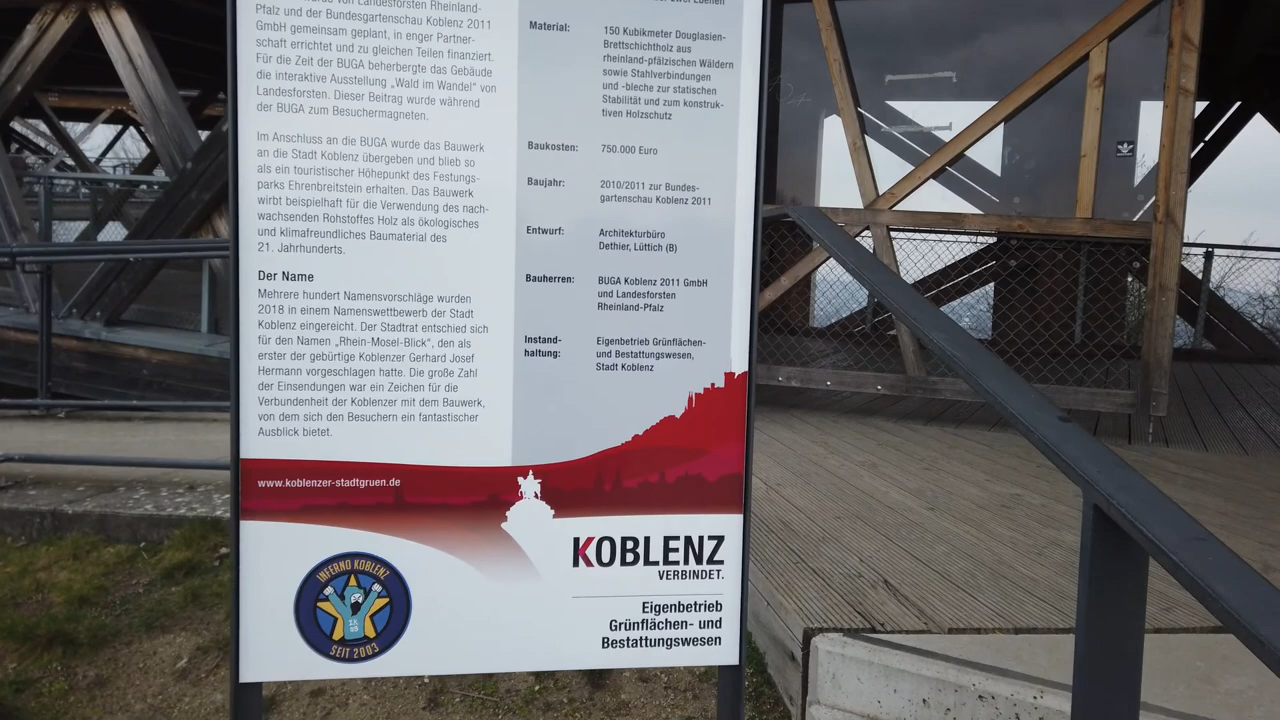 von Landesforsten Rheinland-
Pfalz und der Bundesgartenschau Koblenz 2011
GmbH gemeinsam geplant, in enger Partner-
schaft errichtet und zu gleichen Teilen finanziert.
Für die Zeit der BUGA beherbergte das Gebäude
die interaktive Ausstellung „Wald im Wandel“ von
Landesforsten. Dieser Beitrag wurde während
der BUGA zum Besuchermagneten.
Im Anschluss an die BUGA wurde das Bauwerk
an die Stadt Koblenz übergeben und blieb so
als ein touristischer Höhepunkt des Festungs-
parks Ehrenbreitstein erhalten. Das Bauwerk
wirbt beispielhaft für die Verwendung des nach-
wachsenden Rohstoffes Holz als ökologisches
und klimafreundliches Baumaterial des
21. Jahrhunderts.
Der Name
Mehrere hundert Namensvorschläge wurden
2018 in einem Namenswettbewerb der Stadt
Koblenz eingereicht. Der Stadtrat entschied sich
für den Namen „Rhein-Mosel-Blick“, den als
erster der gebürtige Koblenzer Gerhard Josef
Hermann vorgeschlagen hatte. Die große Zahl
der Einsendungen war ein Zeichen für die
Verbundenheit der Koblenzer mit dem Bauwerk,
von dem sich den Besuchern ein fantastischer
Ausblick bietet.
zwei Ebenen
Material: 150 Kubikmeter Douglasien-
Brettschichtholz aus
rheinland-pfälzischen Wäldern
sowie Stahlverbindungen
und -bleche zur statischen
Stabilität und zum konstruk-
tiven Holzschutz
Baukosten: 750.000 Euro
Baujahr: 2010/2011 zur Bundes-
gartenschau Koblenz 2011
Entwurf: Architekturbüro
Dethier, Lüttich (B)
Bauherren: BUGA Koblenz 2011 GmbH
und Landesforsten
Rheinland-Pfalz
Instand- Eigenbetrieb Grünflächen-
haltung: und Bestattungswesen,
Stadt Koblenz
www.koblenzer-stadtgruen.de
INFERNO KOBLENZ
SEIT 2003
KOBLENZ
VERBINDET.
Eigenbetrieb
Grünflächen- und
Bestattungswesen